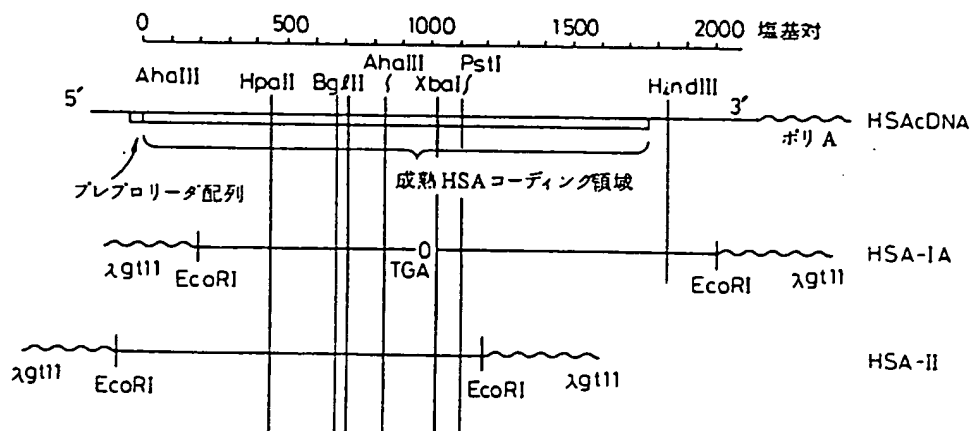 0 500 1000 1500 2000 塩基対
AhaIII PstI
AhaIII HpaII BglII XbaI HindIII
5′ 3′ HSAcDNA
ポリA
プレプロリーダ配列 成熟HSAコーディング領域
0 HSA-IA
λgt11 EcoRI TGA EcoRI λgt11
HSA-II
λgt11 EcoRI EcoRI λgt11